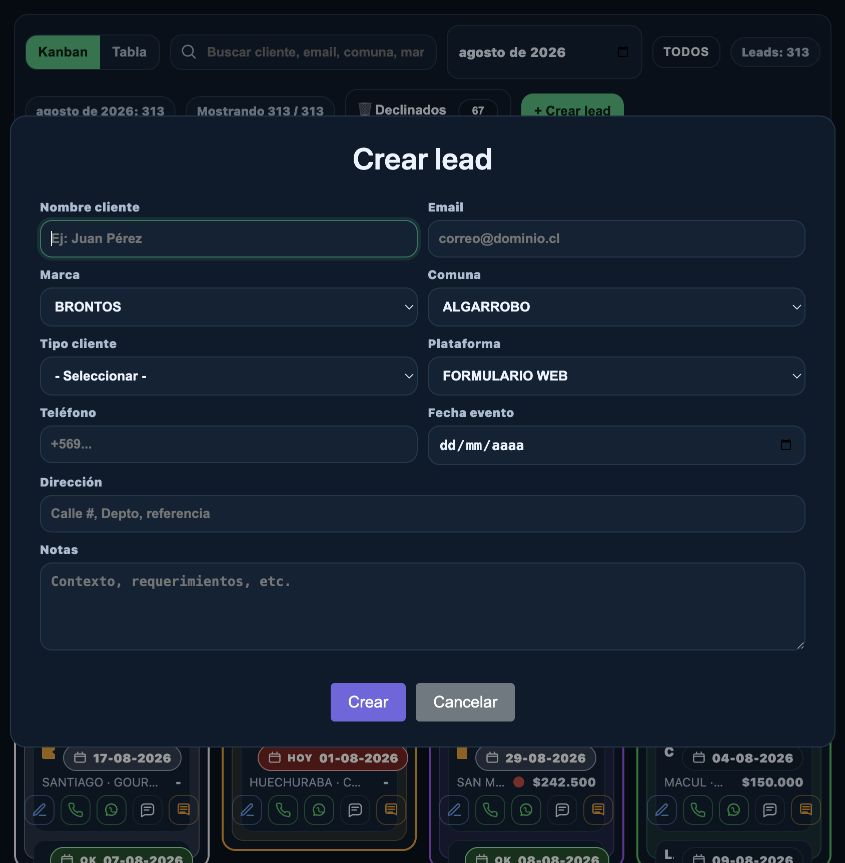 Kanban Tabla Buscar cliente, email, comuna, mar agosto de 2026 TODOS Leads: 313
agosto de 2026: 313 Mostrando 313 / 313 Declinados 67 + Crear lead
Crear lead
Nombre cliente Email
Ej: Juan Pérez correo@dominio.cl
Marca Comuna
BRONTOS ALGARROBO
Tipo cliente Plataforma
- Seleccionar - FORMULARIO WEB
Teléfono Fecha evento
+569... dd/mm/aaaa
Dirección
Calle #, Depto, referencia
Notas
Contexto, requerimientos, etc.
Crear Cancelar
17-08-2026 HOY 01-08-2026 29-08-2026 C 04-08-2026
SANTIAGO · GOUR... - HUECHURABA · C... - SAN M... $242.500 MACUL ·... $150.000
OK 07-08-2026 OK 08-08-2026 L. 09-08-2026